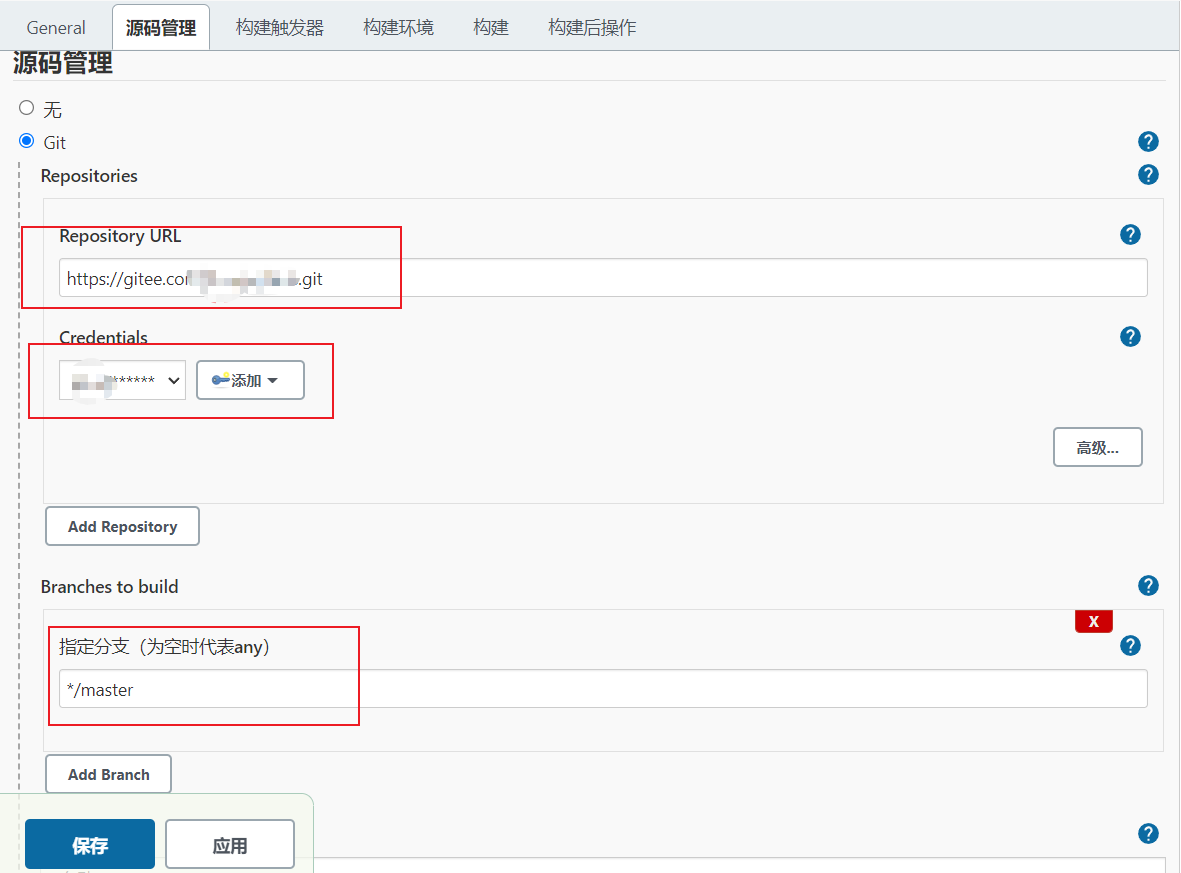 General 源码管理 构建触发器 构建环境 构建 构建后操作
源码管理
无
Git
Repositories
Repository URL
https://gitee.co .git
Credentials
****** 添加
高级...
Add Repository
Branches to build
X
指定分支（为空时代表any）
*/master
Add Branch
保存 应用